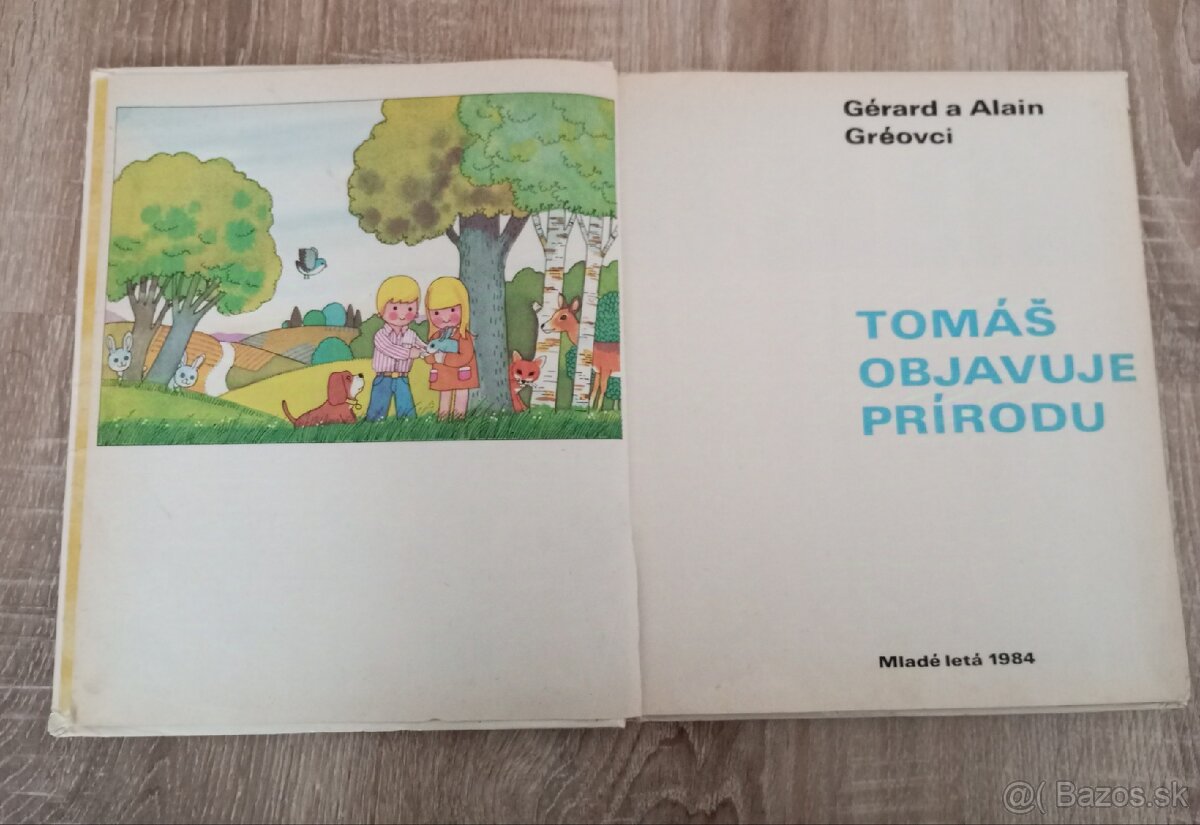 Gérard a Alain
Gréovci
TOMÁŠ
OBJAVUJE
PRÍRODU
Mladé letá 1984
@( Bazos.sk